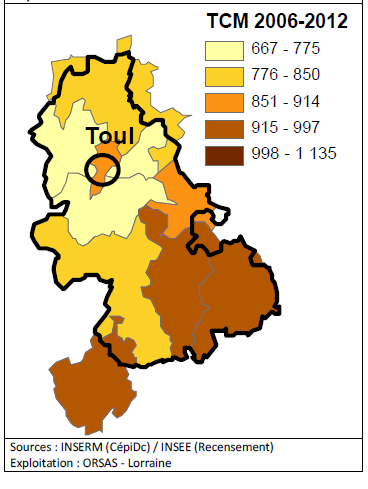 TCM 2006-2012
667 - 775
776 - 850
851 - 914
915 - 997
998 - 1 135
Toul
Sources : INSERM (CépiDc) / INSEE (Recensement)
Exploitation : ORSAS - Lorraine